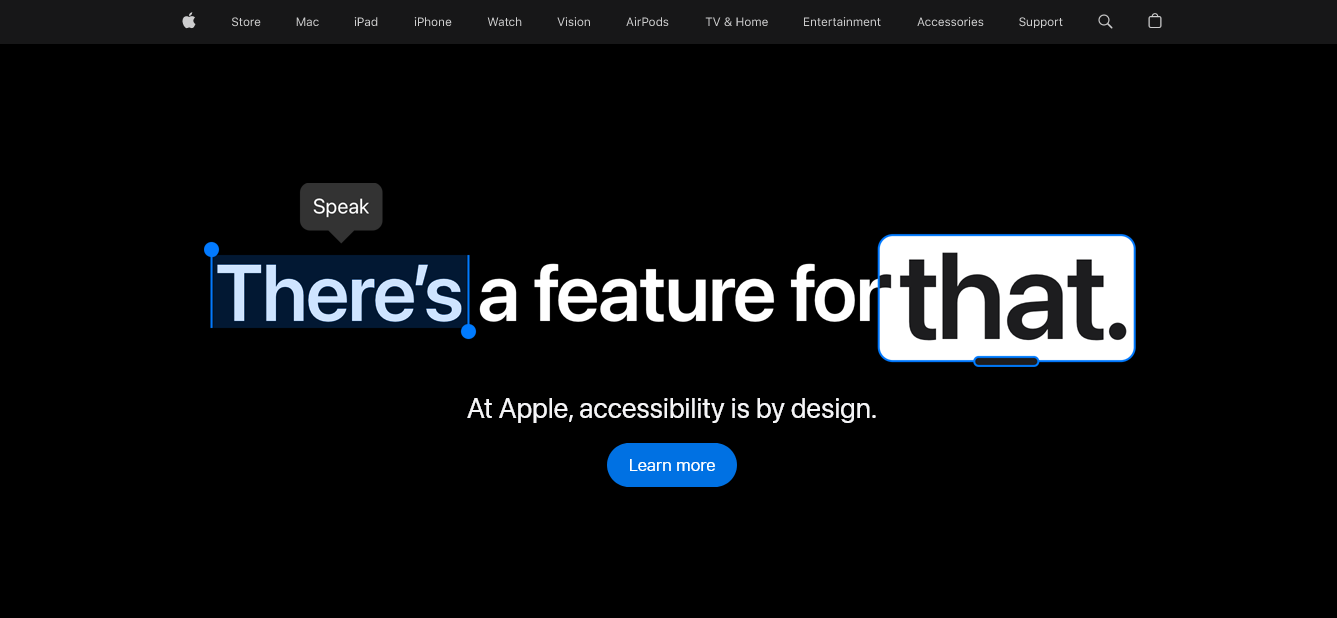 Store Mac iPad iPhone Watch Vision AirPods TV & Home Entertainment Accessories Support
Speak
There’s a feature for that.
At Apple, accessibility is by design.
Learn more